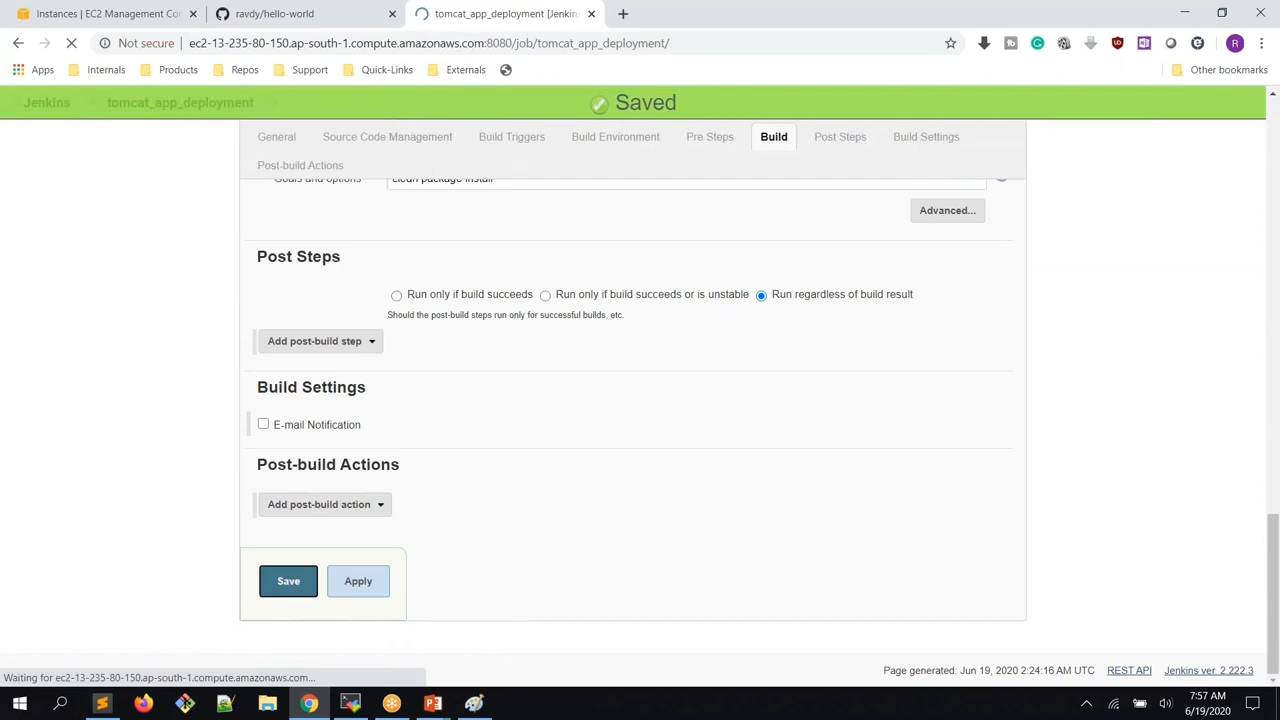 Instances | EC2 Management Co
ravdy/hello-world
tomcat_app_deployment [Jenkins
Not secure
ec2-13-235-80-150.ap-south-1.compute.amazonaws.com:8080/job/tomcat_app_deployment/
R
Apps
Internals
Products
Repos
Support
Quick-Links
Externals
Other bookmarks
Jenkins
tomcat_app_deployment
Saved
General
Source Code Management
Build Triggers
Build Environment
Pre Steps
Build
Post Steps
Build Settings
Post-build Actions
Goals and options
clean package install
Advanced...
Post Steps
Run only if build succeeds
Run only if build succeeds or is unstable
Run regardless of build result
Should the post-build steps run only for successful builds, etc.
Add post-build step
Build Settings
E-mail Notification
Post-build Actions
Add post-build action
Save
Apply
Page generated: Jun 19, 2020 2:24:16 AM UTC
REST API
Jenkins ver. 2.222.3
Waiting for ec2-13-235-80-150.ap-south-1.compute.amazonaws.com...
7:57 AM
6/19/2020